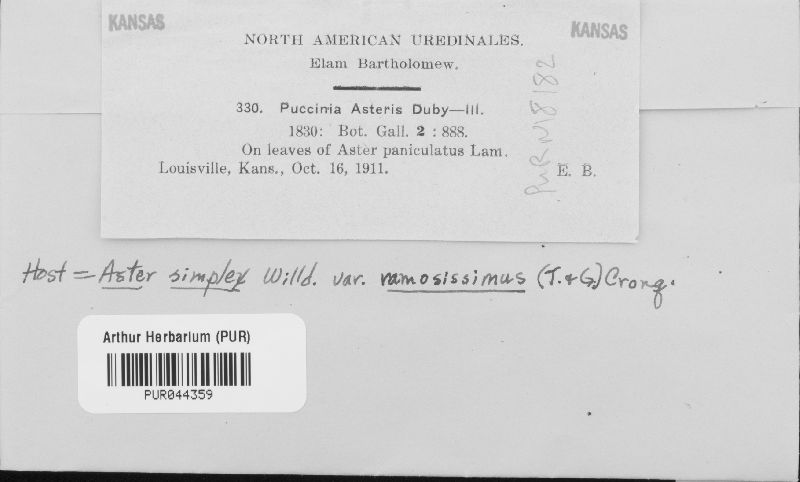 KANSAS
KANSAS
NORTH AMERICAN UREDINALES.
Elam Bartholomew.
330. Puccinia Asteris Duby—III.
1830: Bot. Gall. 2 : 888.
On leaves of Aster paniculatus Lam.
Louisville, Kans., Oct. 16, 1911.
E. B.
PUR N18182
Host = Aster simplex Willd. var. ramosissimus (T. & G.) Cronq.
Arthur Herbarium (PUR)
PUR044359